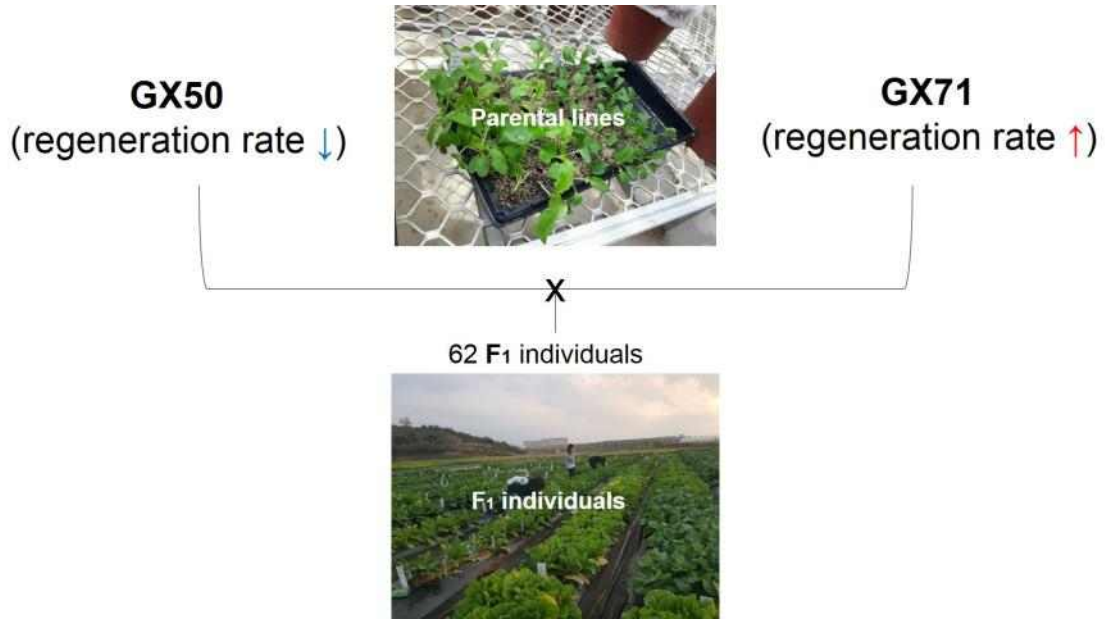 GX50
(regeneration rate ↓)
Parental lines
GX71
(regeneration rate ↑)
X
62 F1 individuals
F1 individuals